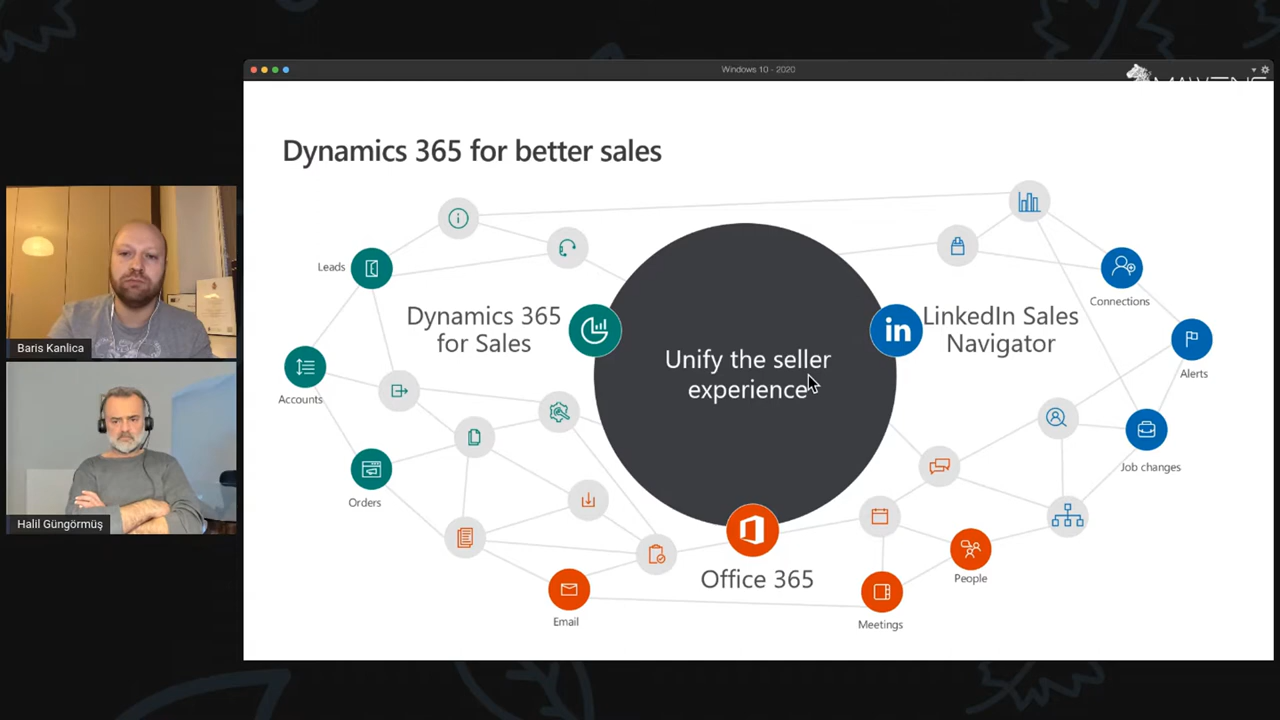 Windows 10 - 2020
Dynamics 365 for better sales
Leads
Dynamics 365
for Sales
Accounts
Orders
Unify the seller
experience
in
LinkedIn Sales
Navigator
Connections
Alerts
Job changes
Office 365
Email
Meetings
People
Baris Kanlica
Halil Güngörmüş